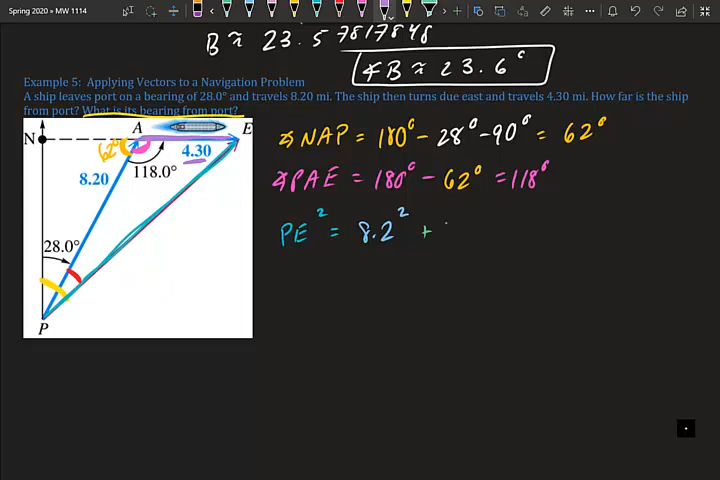 Spring 2020 » MW 1114
B ≈ 23.57817848
∡B ≈ 23.6°
Example 5: Applying Vectors to a Navigation Problem
A ship leaves port on a bearing of 28.0° and travels 8.20 mi. The ship then turns due east and travels 4.30 mi. How far is the ship
from port? What is its bearing from port?
N
A
E
62°
4.30
118.0°
8.20
28.0°
P
∡NAP = 180° - 28° - 90° = 62°
∡PAE = 180° - 62° = 118°
PE² = 8.2² +